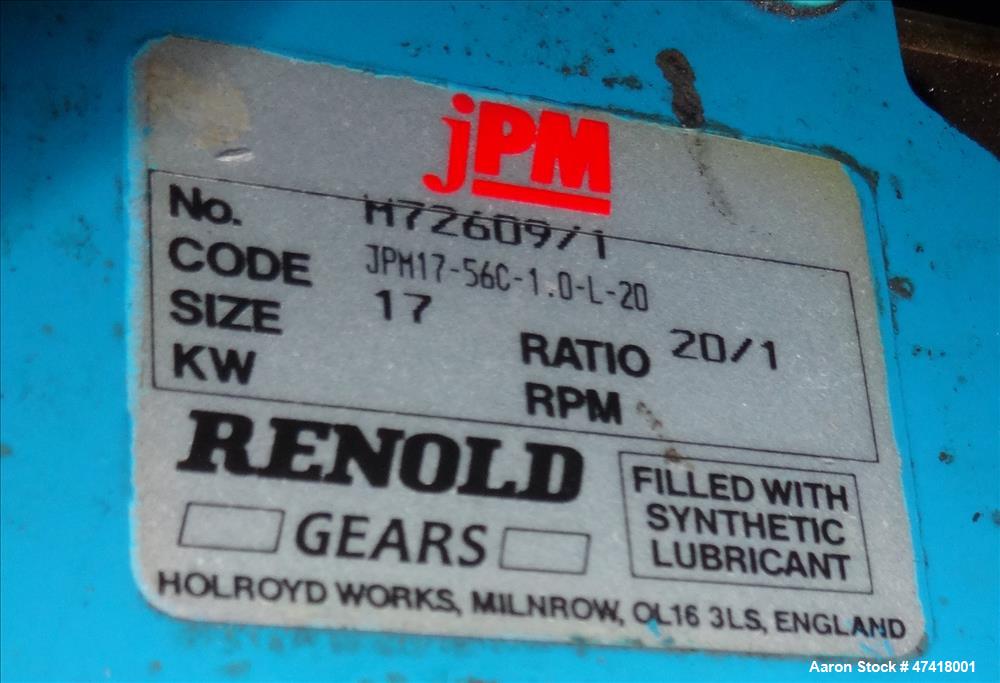 jPM
No. M72609/1
CODE JPM17-56C-1.0-L-20
SIZE 17 RATIO 20/1
KW RPM
RENOLD
GEARS
FILLED WITH
SYNTHETIC
LUBRICANT
HOLROYD WORKS, MILNROW, OL16 3LS, ENGLAND
Aaron Stock # 47418001